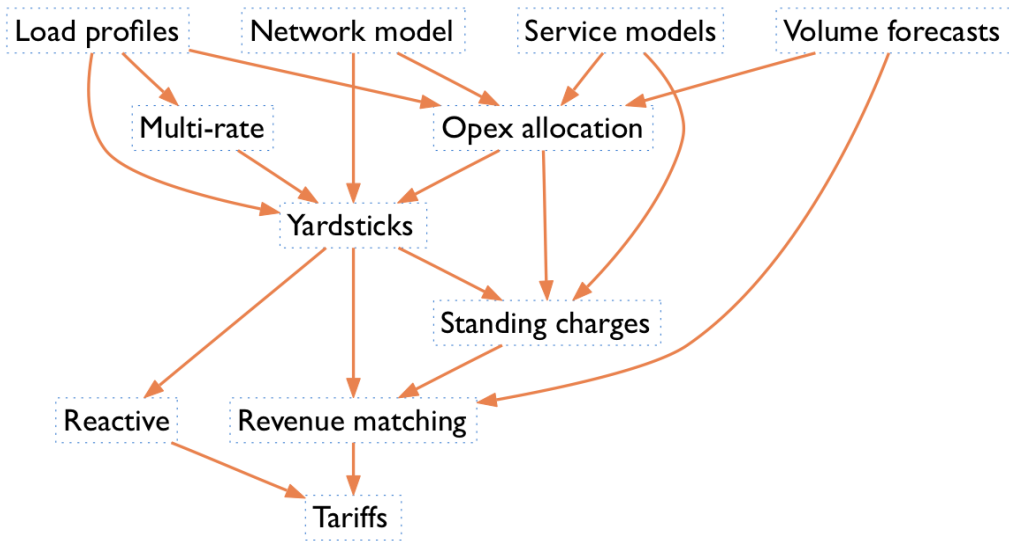 Load profiles
Network model
Service models
Volume forecasts
Multi-rate
Opex allocation
Yardsticks
Standing charges
Reactive
Revenue matching
Tariffs